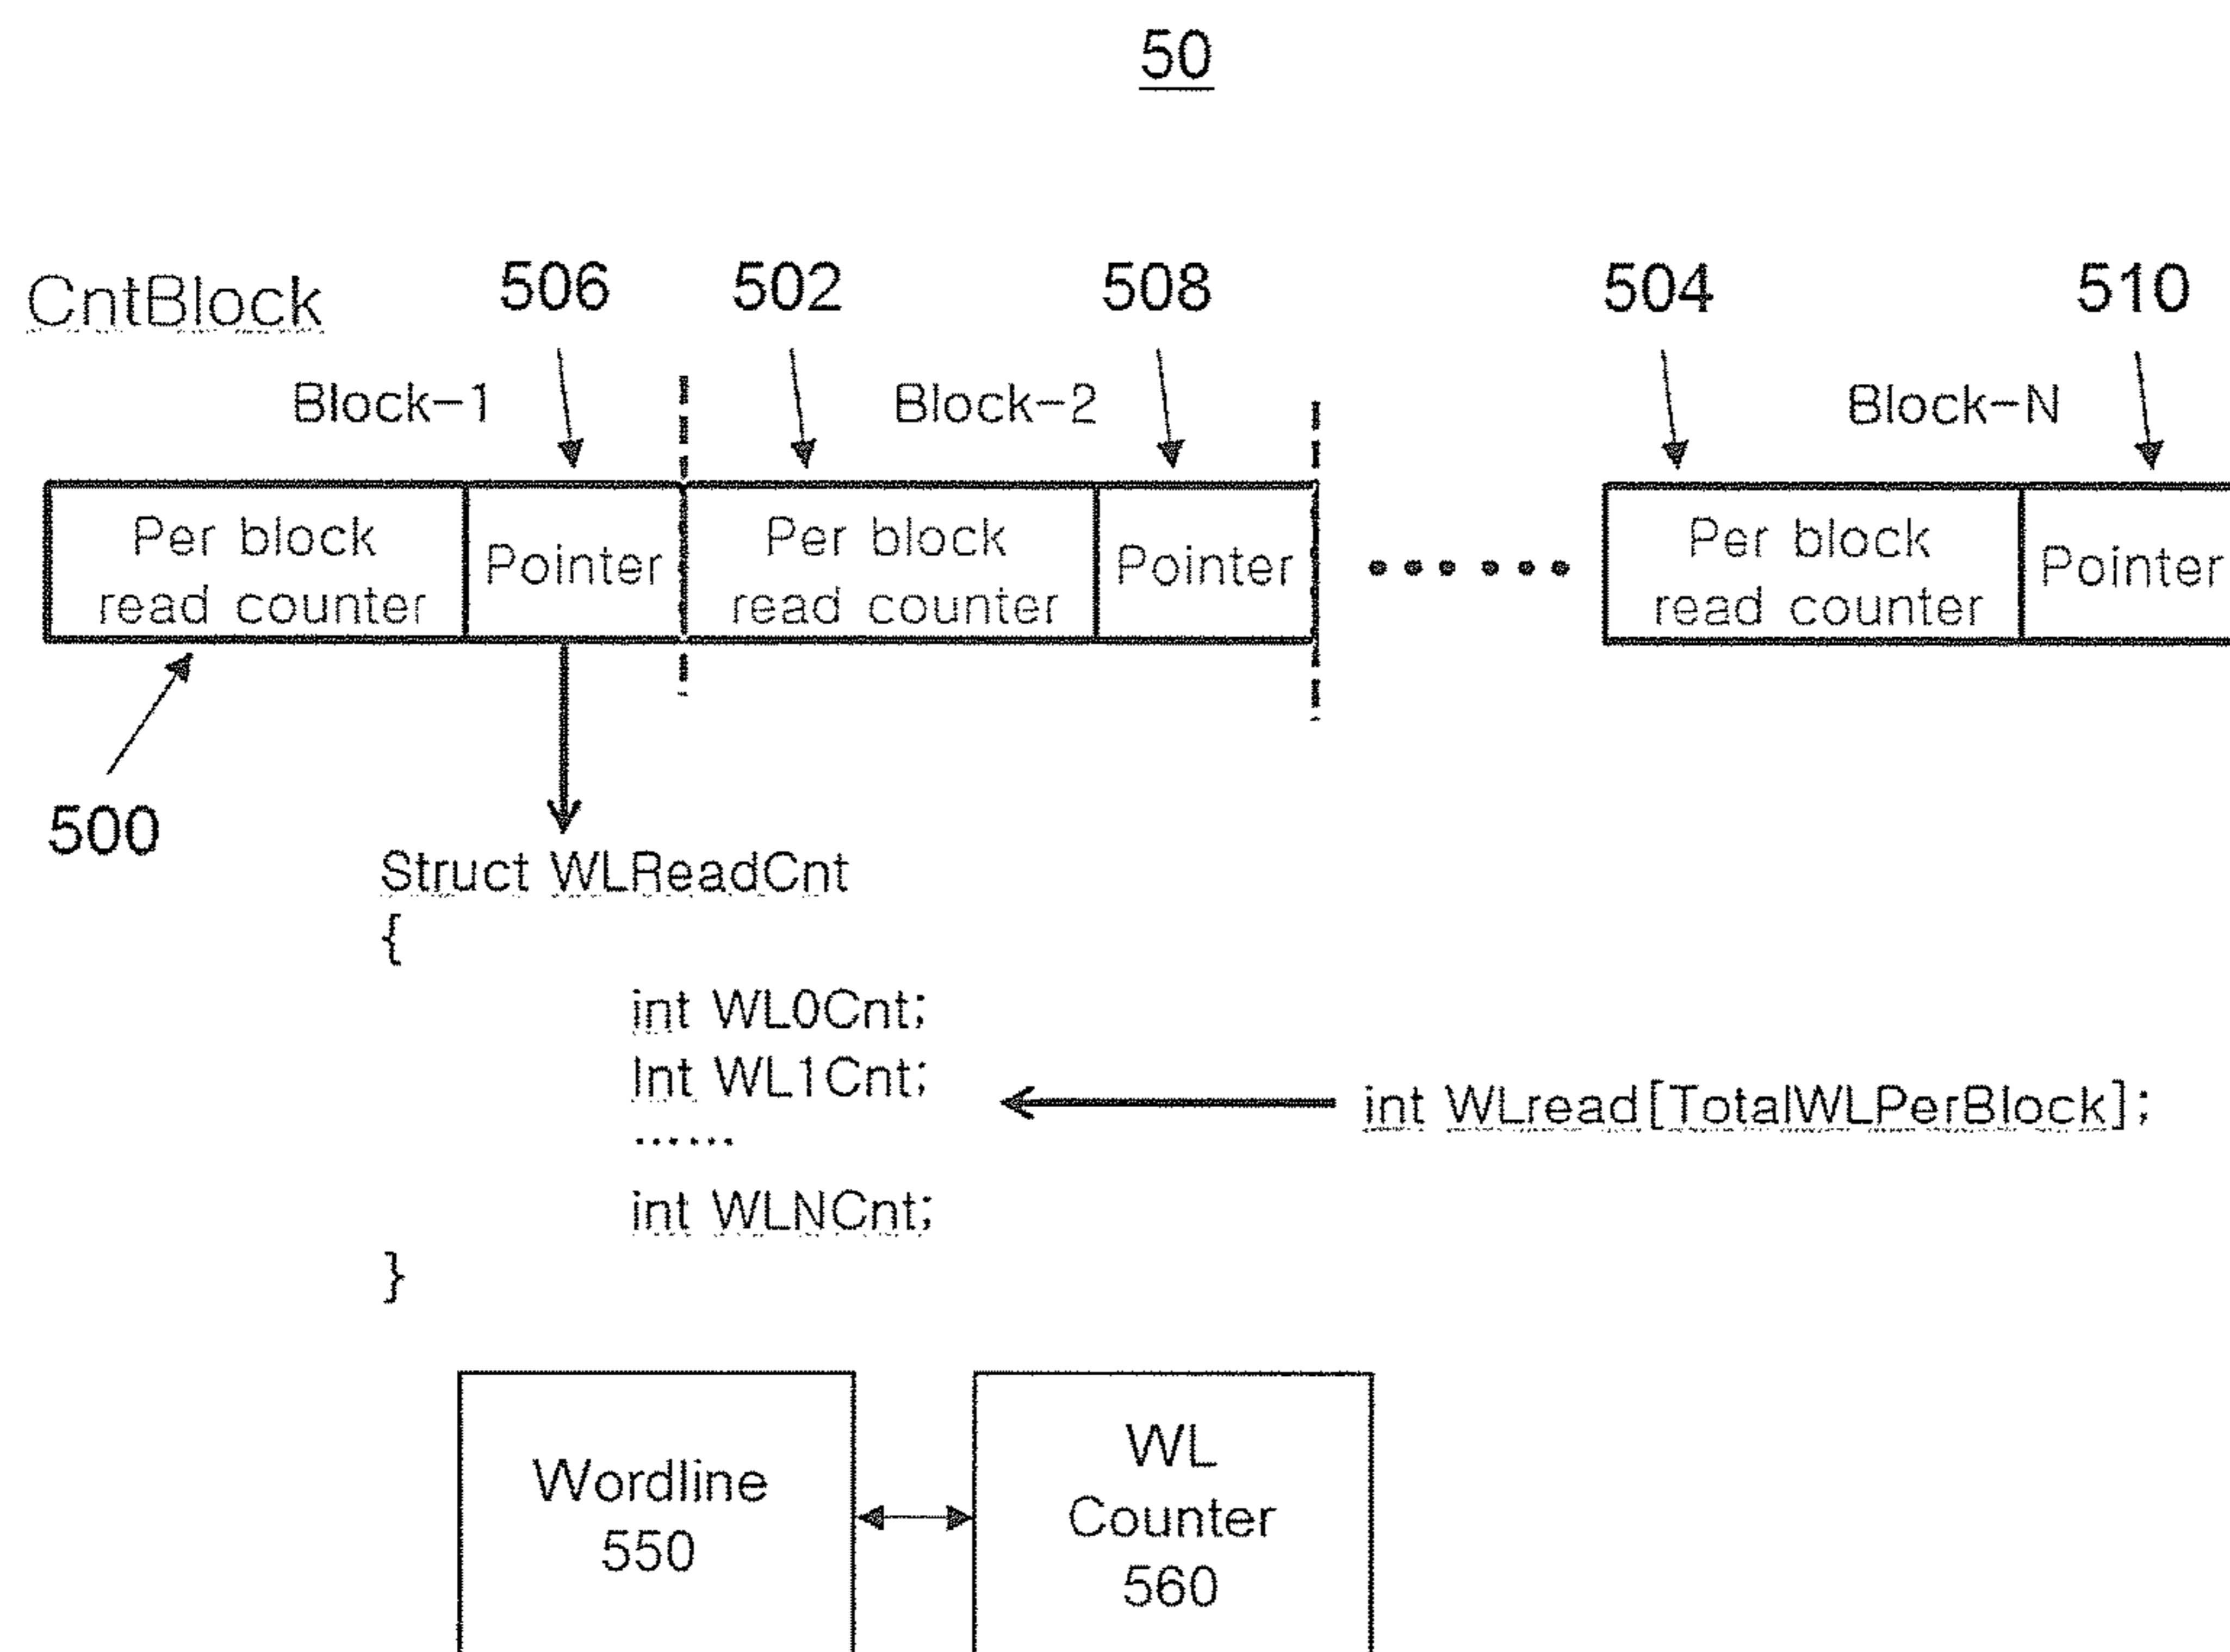 50
CntBlock 506 502 508 504 510
Block-1 Block-2 Block-N
Per block read counter
Pointer
Per block read counter
Pointer
......
Per block read counter
Pointer
500
Struct WLReadCnt
{
int WL0Cnt;
Int WL1Cnt;
......
int WLNCnt;
}
int WLread[TotalWLPerBlock];
Wordline
550
WL
Counter
560